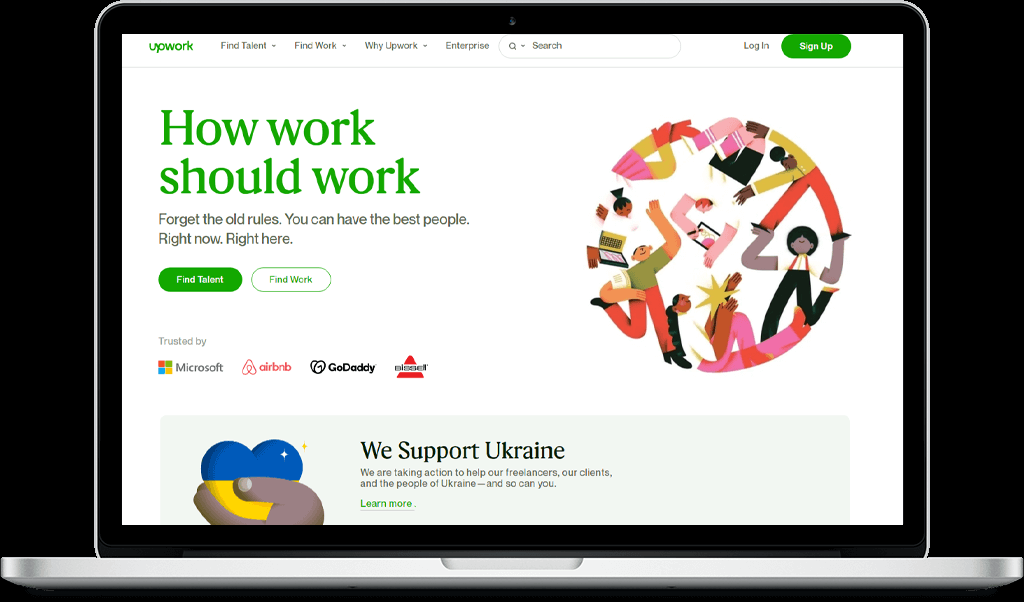 upwork
Find Talent
Find Work
Why Upwork
Enterprise
Search
Log In
Sign Up
How work
should work
Forget the old rules. You can have the best people.
Right now. Right here.
Find Talent
Find Work
Trusted by
Microsoft
airbnb
GoDaddy
BISSELL
We Support Ukraine
We are taking action to help our freelancers, our clients,
and the people of Ukraine—and so can you.
Learn more .